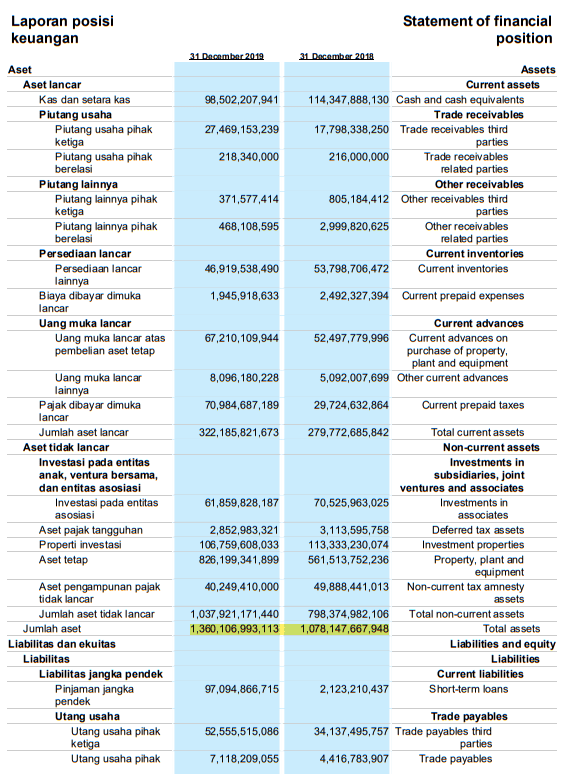 Laporan posisi keuangan Statement of financial position
31 December 2019 31 December 2018
Aset Assets
Aset lancar Current assets
Kas dan setara kas 98,502,207,941 114,347,888,130 Cash and cash equivalents
Piutang usaha Trade receivables
Piutang usaha pihak ketiga 27,469,153,239 17,798,338,250 Trade receivables third parties
Piutang usaha pihak berelasi 218,340,000 216,000,000 Trade receivables related parties
Piutang lainnya Other receivables
Piutang lainnya pihak ketiga 371,577,414 805,184,412 Other receivables third parties
Piutang lainnya pihak berelasi 468,108,595 2,999,820,625 Other receivables related parties
Persediaan lancar Current inventories
Persediaan lancar lainnya 46,919,538,490 53,798,706,472 Current inventories
Biaya dibayar dimuka lancar 1,945,918,633 2,492,327,394 Current prepaid expenses
Uang muka lancar Current advances
Uang muka lancar atas pembelian aset tetap 67,210,109,944 52,497,779,996 Current advances on purchase of property, plant and equipment
Uang muka lancar lainnya 8,096,180,228 5,092,007,699 Other current advances
Pajak dibayar dimuka lancar 70,984,687,189 29,724,632,864 Current prepaid taxes
Jumlah aset lancar 322,185,821,673 279,772,685,842 Total current assets
Aset tidak lancar Non-current assets
Investasi pada entitas anak, ventura bersama, dan entitas asosiasi Investments in subsidiaries, joint ventures and associates
Investasi pada entitas asosiasi 61,859,828,187 70,525,963,025 Investments in associates
Aset pajak tangguhan 2,852,983,321 3,113,595,758 Deferred tax assets
Properti investasi 106,759,608,033 113,333,230,074 Investment properties
Aset tetap 826,199,341,899 561,513,752,236 Property, plant and equipment
Aset pengampunan pajak tidak lancar 40,249,410,000 49,888,441,013 Non-current tax amnesty assets
Jumlah aset tidak lancar 1,037,921,171,440 798,374,982,106 Total non-current assets
Jumlah aset 1,360,106,993,113 1,078,147,667,948 Total assets
Liabilitas dan ekuitas Liabilities and equity
Liabilitas Liabilities
Liabilitas jangka pendek Current liabilities
Pinjaman jangka pendek 97,094,866,715 2,123,210,437 Short-term loans
Utang usaha Trade payables
Utang usaha pihak ketiga 52,555,515,086 34,137,495,757 Trade payables third parties
Utang usaha pihak 7,118,209,055 4,416,783,907 Trade payables